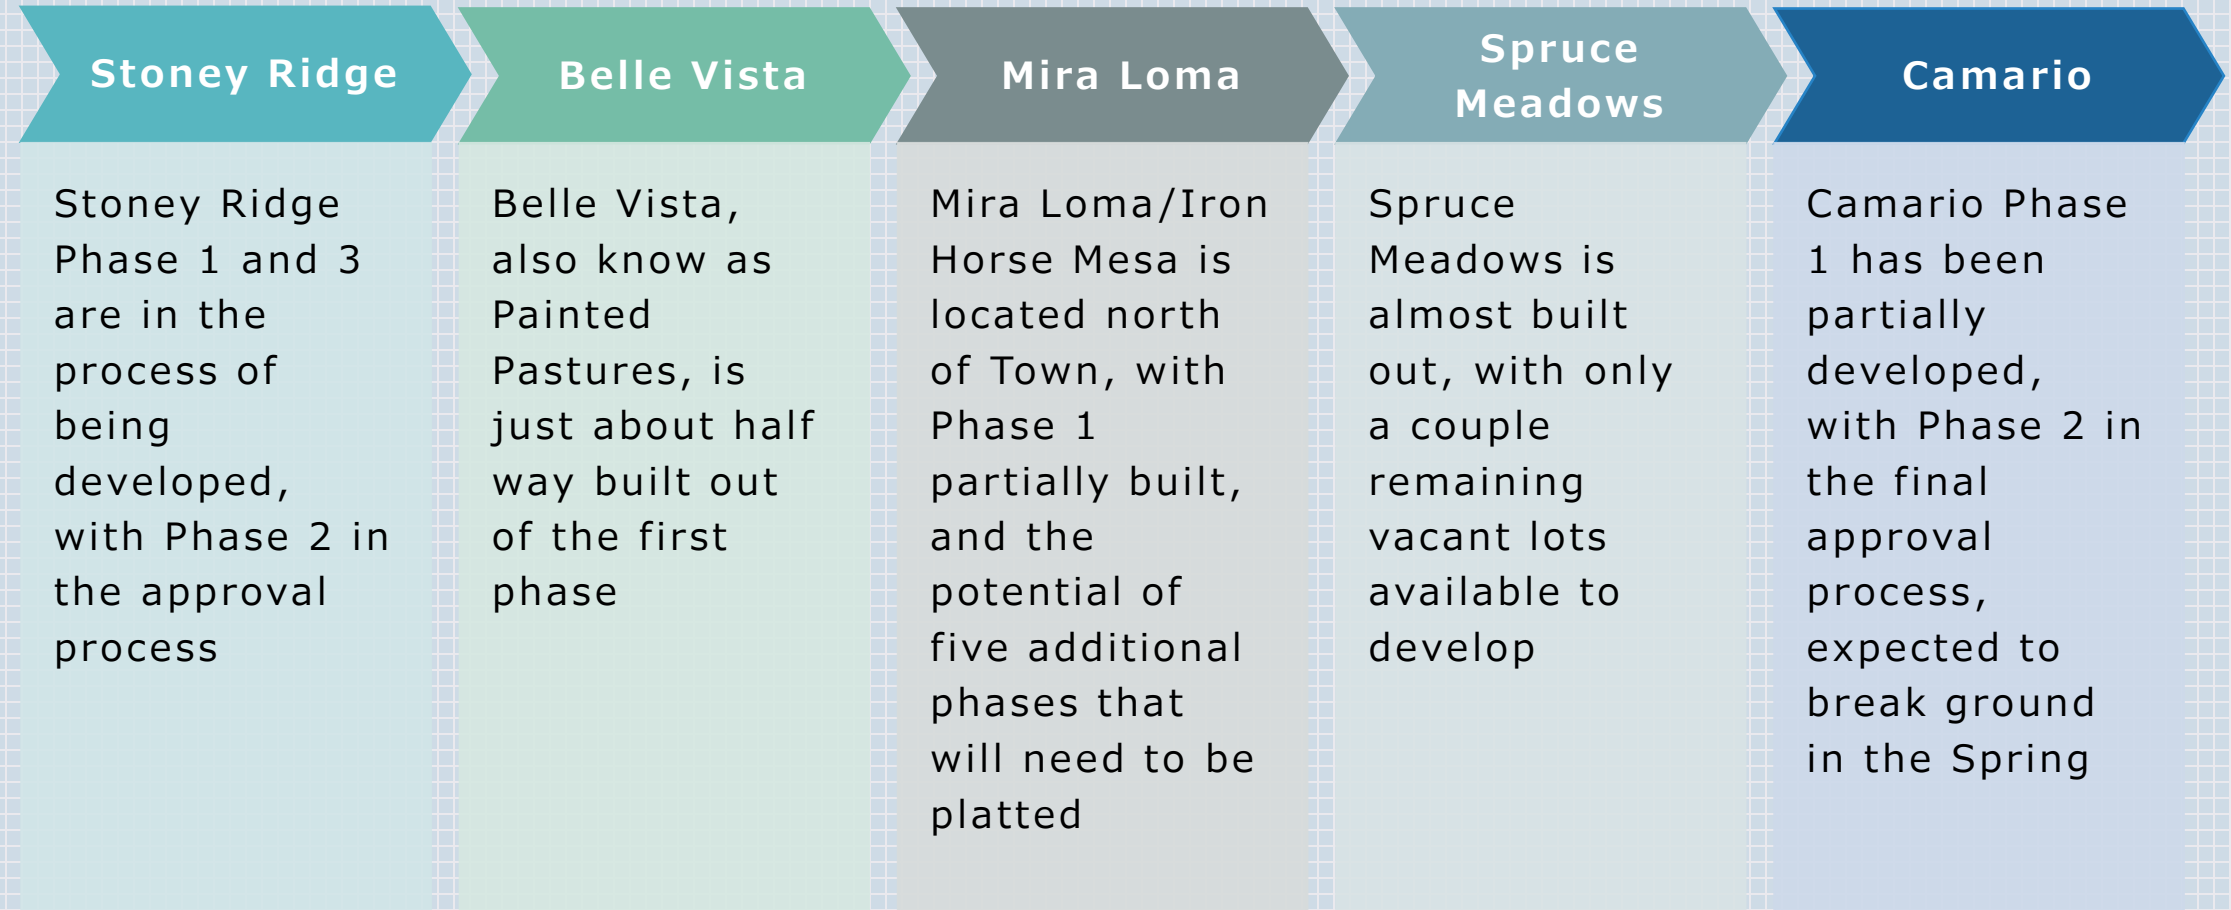 Stoney Ridge
Stoney Ridge
Phase 1 and 3
are in the
process of
being
developed,
with Phase 2 in
the approval
process
Belle Vista
Belle Vista,
also know as
Painted
Pastures, is
just about half
way built out
of the first
phase
Mira Loma
Mira Loma/Iron
Horse Mesa is
located north
of Town, with
Phase 1
partially built,
and the
potential of
five additional
phases that
will need to be
platted
Spruce
Meadows
Spruce
Meadows is
almost built
out, with only
a couple
remaining
vacant lots
available to
develop
Camario
Camario Phase
1 has been
partially
developed,
with Phase 2 in
the final
approval
process,
expected to
break ground
in the Spring